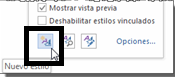 Mostrar vista previa
Deshabilitar estilos vinculados
Opciones...
Nuevo estilo